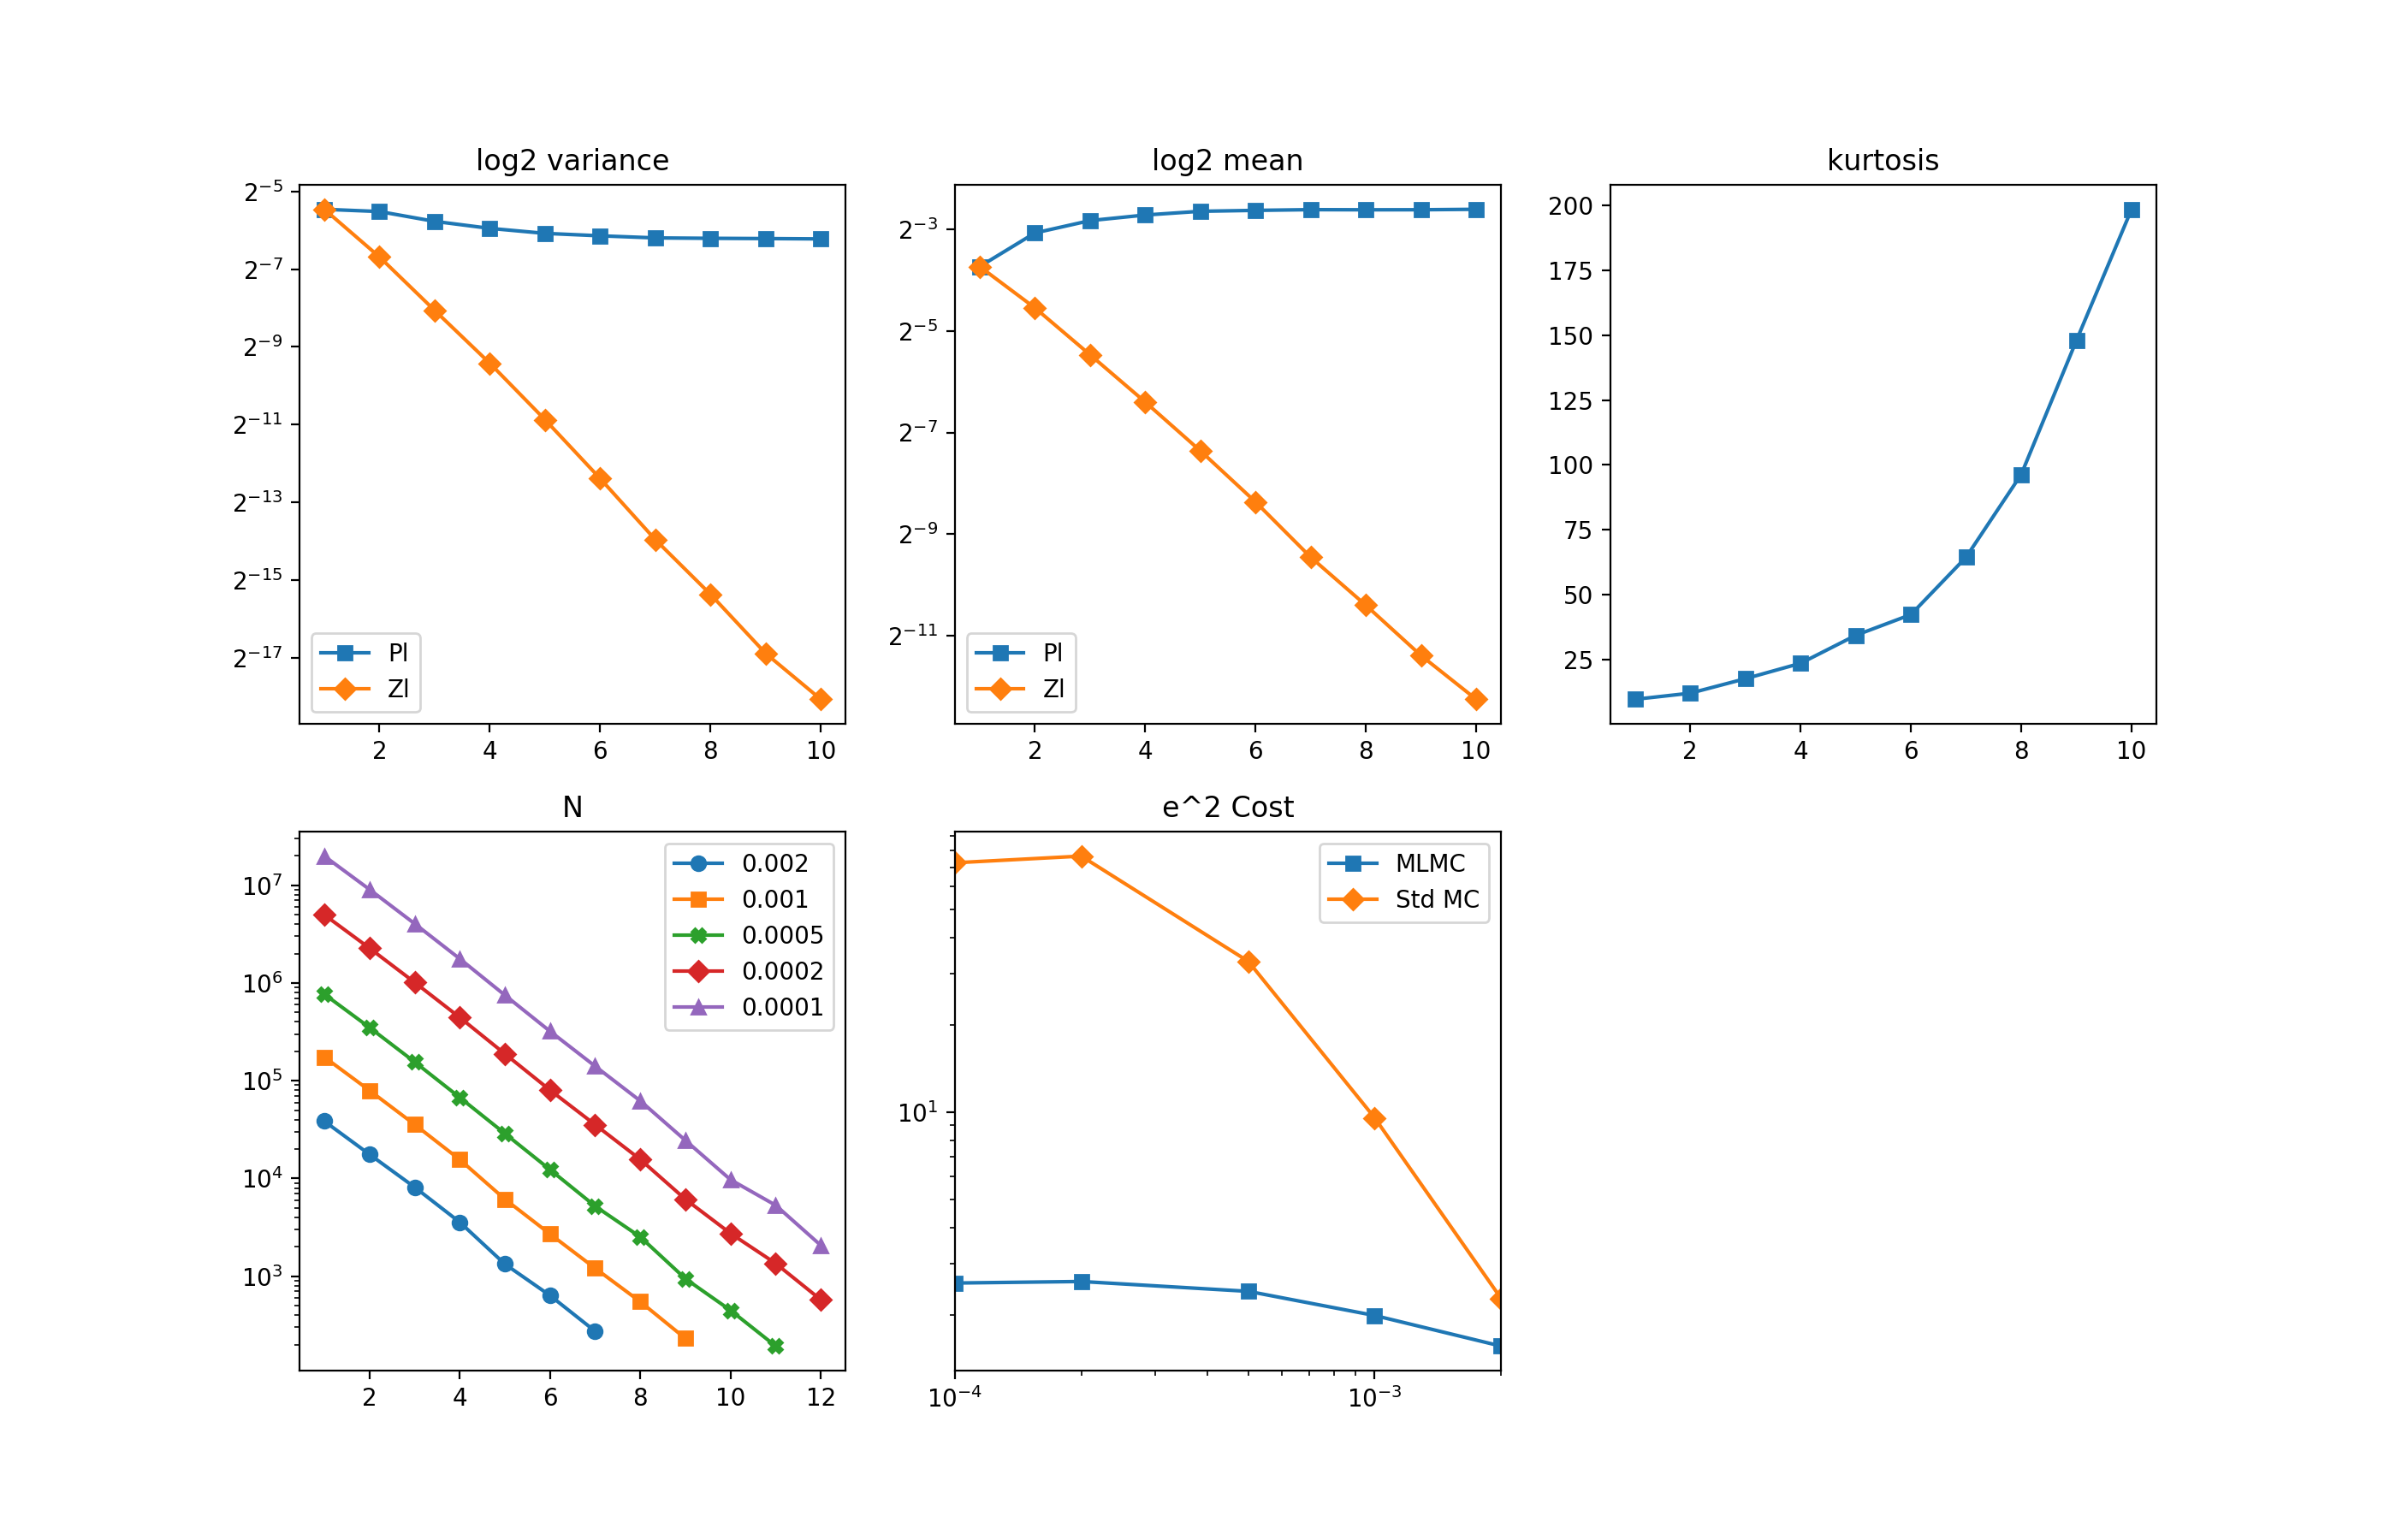 log2 variance
2^-5
2^-7
2^-9
2^-11
2^-13
2^-15
2^-17
Pl
Zl
2 4 6 8 10
log2 mean
2^-3
2^-5
2^-7
2^-9
2^-11
Pl
Zl
2 4 6 8 10
kurtosis
200
175
150
125
100
75
50
25
2 4 6 8 10
N
10^7
10^6
10^5
10^4
10^3
0.002
0.001
0.0005
0.0002
0.0001
2 4 6 8 10 12
e^2 Cost
10^1
MLMC
Std MC
10^-4 10^-3